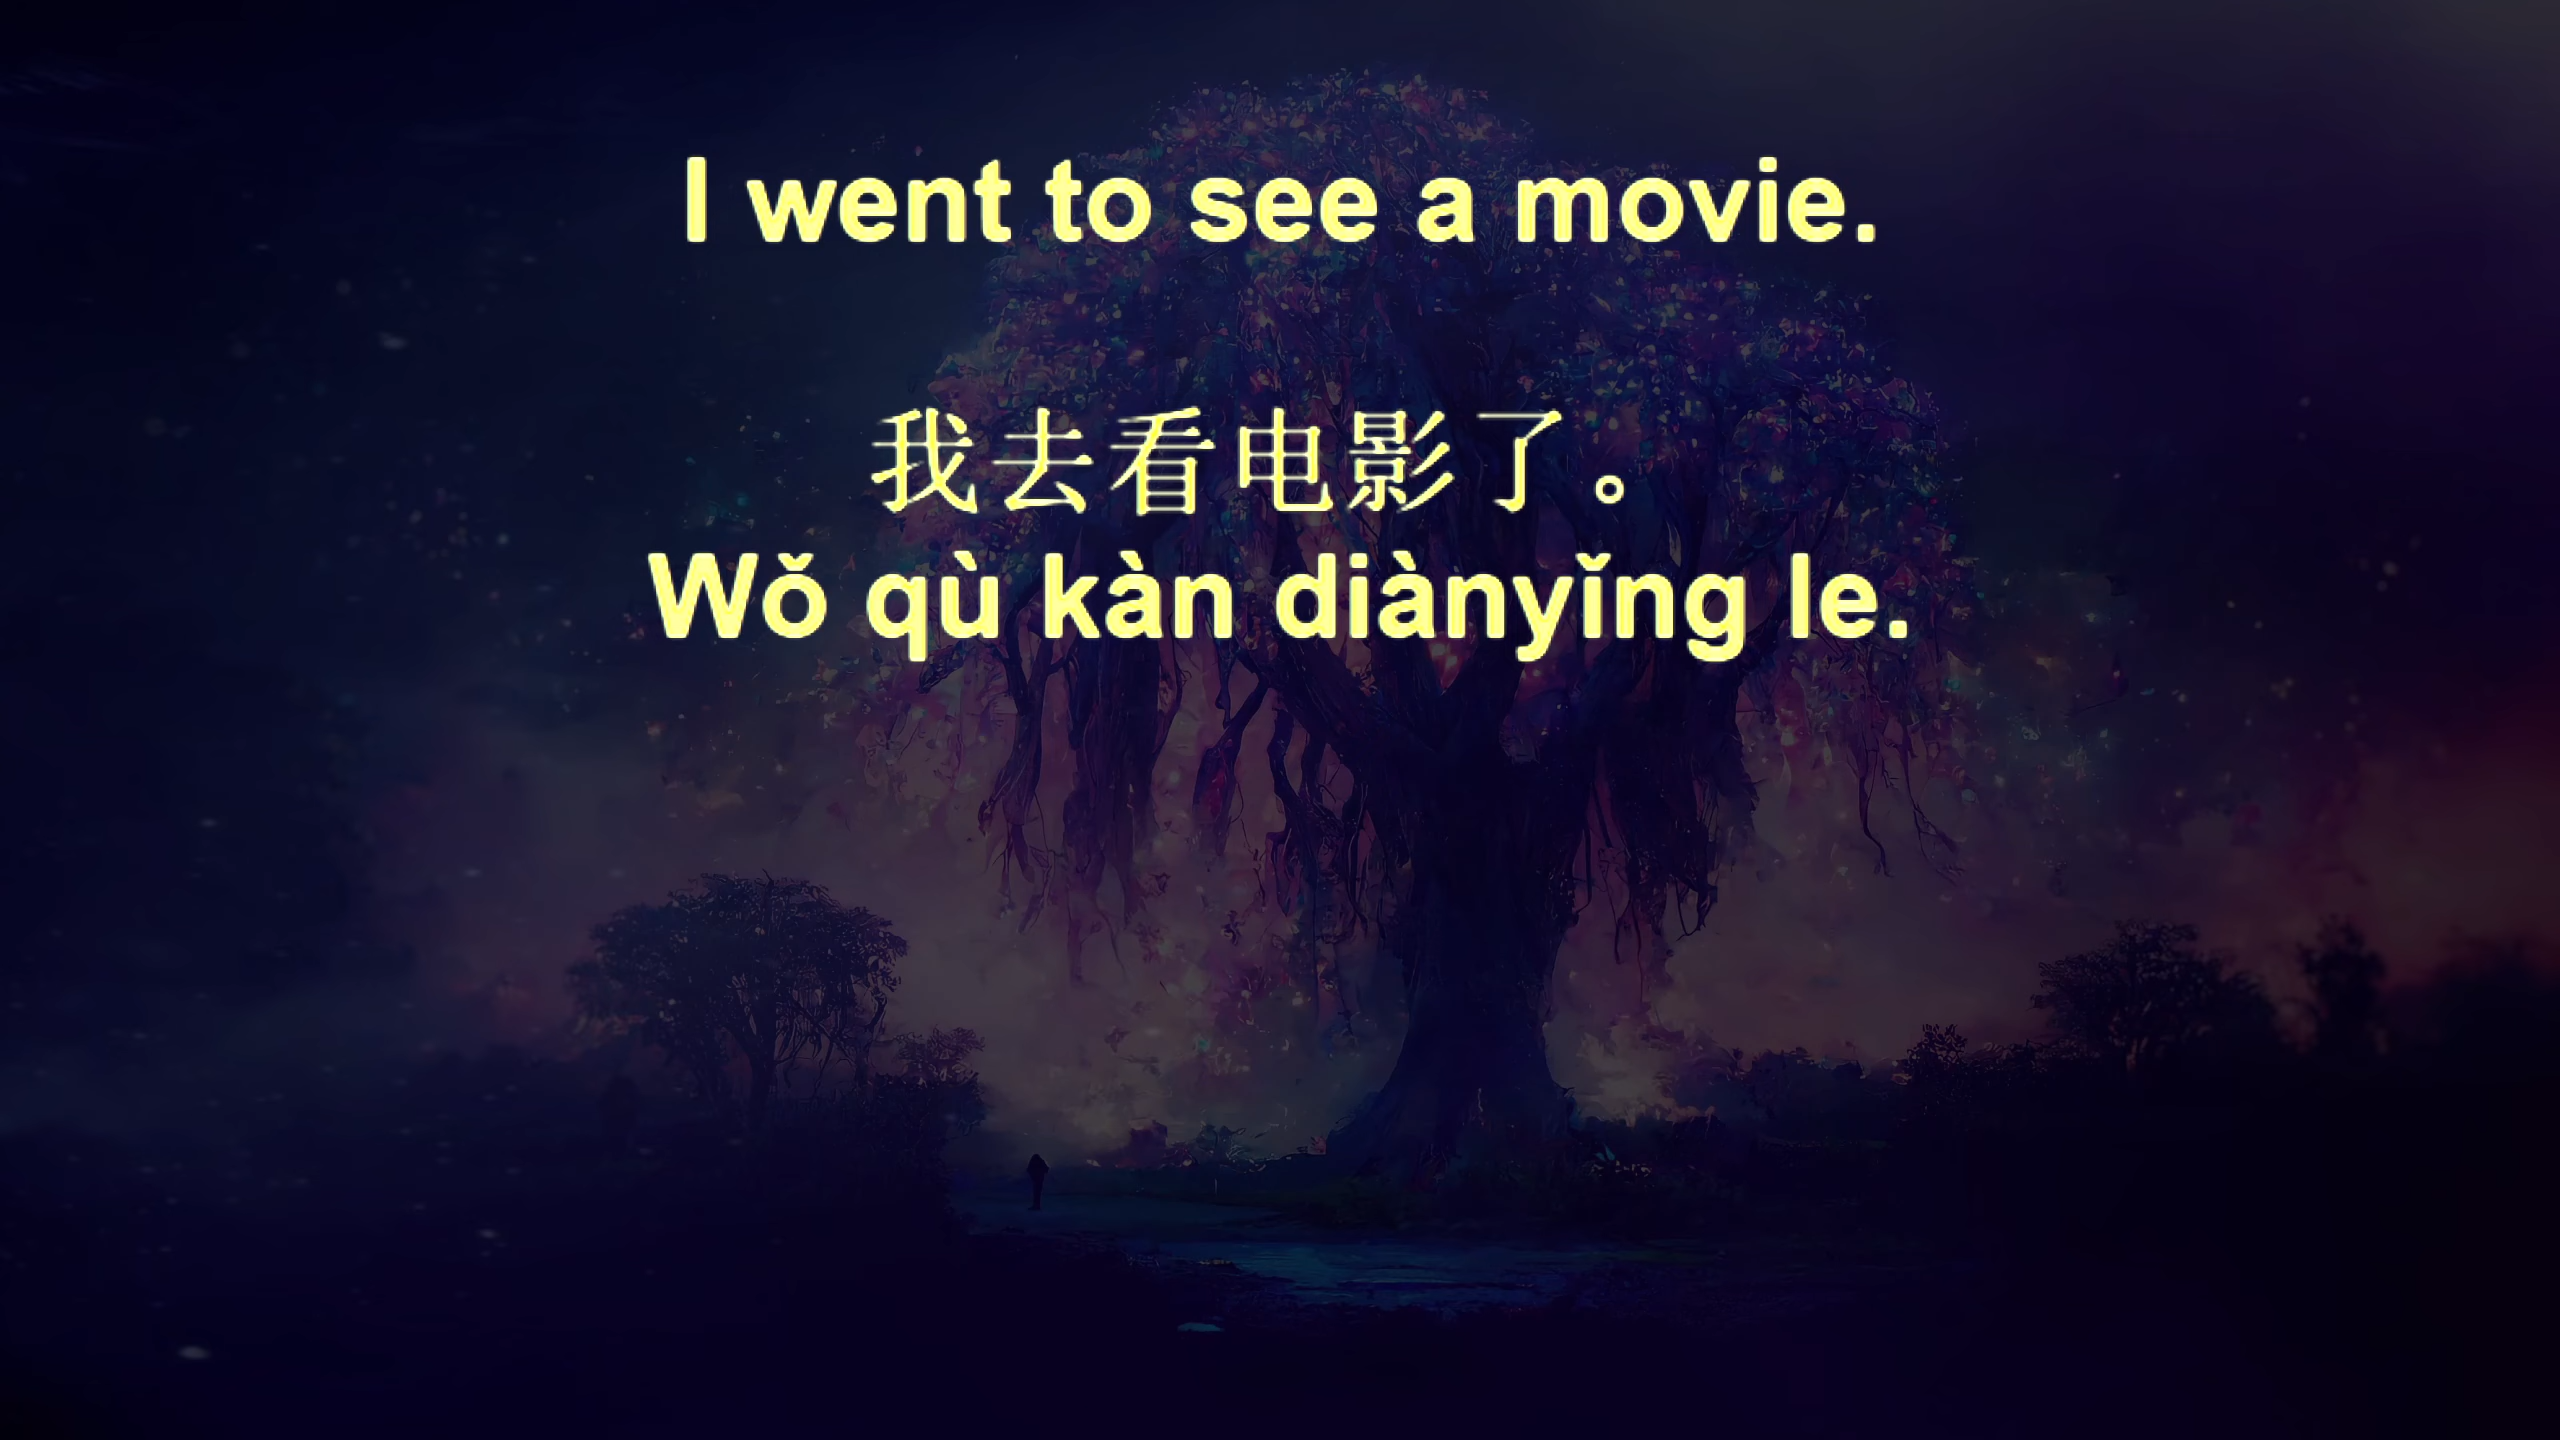 I went to see a movie.
我去看电影了。
Wǒ qù kàn diànyǐng le.